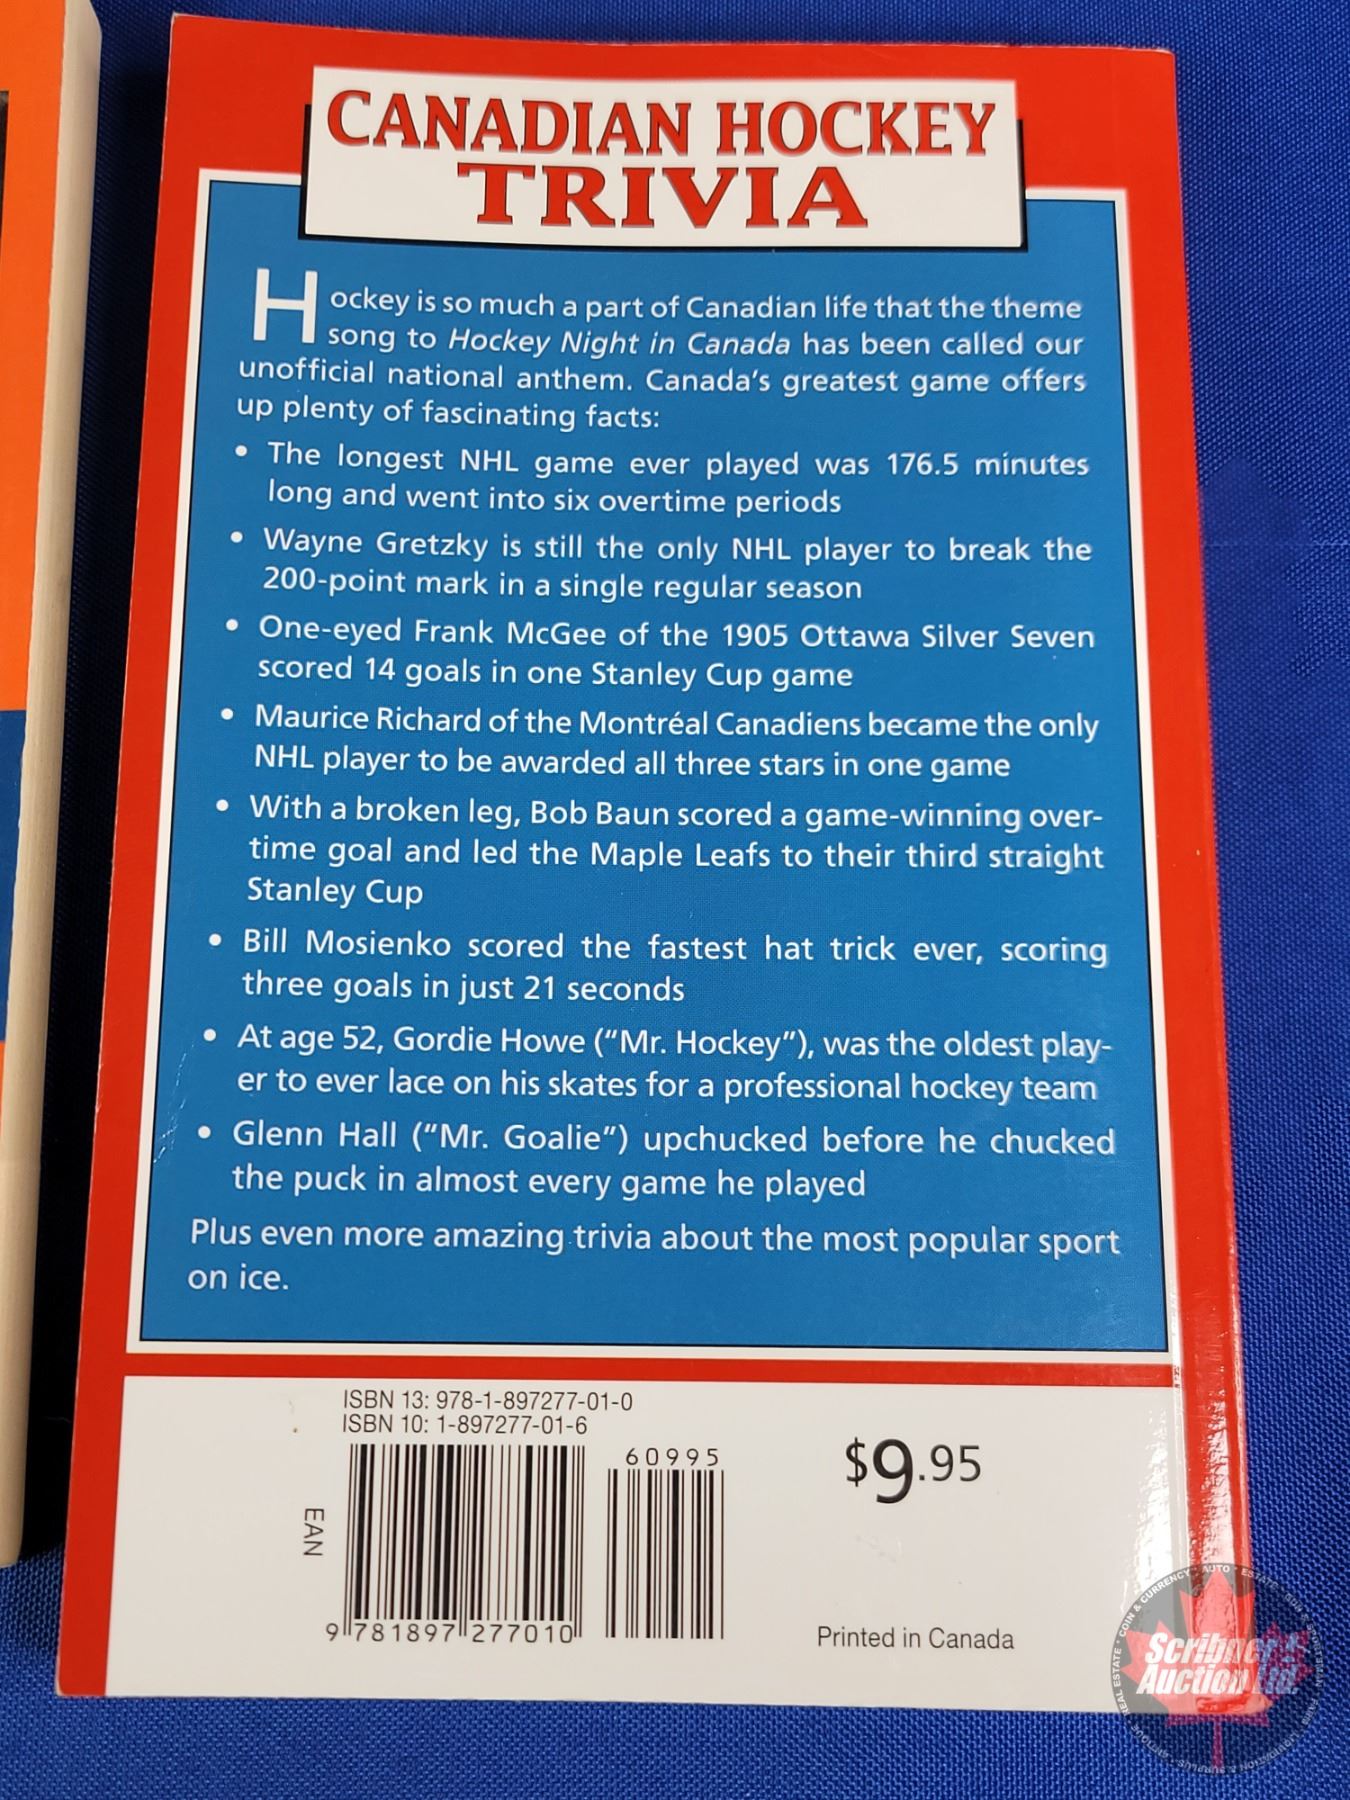 CANADIAN HOCKEY
TRIVIA
Hockey is so much a part of Canadian life that the theme
song to Hockey Night in Canada has been called our
unofficial national anthem. Canada's greatest game offers
up plenty of fascinating facts:
• The longest NHL game ever played was 176.5 minutes
long and went into six overtime periods
• Wayne Gretzky is still the only NHL player to break the
200-point mark in a single regular season
• One-eyed Frank McGee of the 1905 Ottawa Silver Seven
scored 14 goals in one Stanley Cup game
• Maurice Richard of the Montréal Canadiens became the only
NHL player to be awarded all three stars in one game
• With a broken leg, Bob Baun scored a game-winning over-
time goal and led the Maple Leafs to their third straight
Stanley Cup
• Bill Mosienko scored the fastest hat trick ever, scoring
three goals in just 21 seconds
• At age 52, Gordie Howe ("Mr. Hockey"), was the oldest play-
er to ever lace on his skates for a professional hockey team
• Glenn Hall ("Mr. Goalie") upchucked before he chucked
the puck in almost every game he played
Plus even more amazing trivia about the most popular sport
on ice.
ISBN 13: 978-1-897277-01-0
ISBN 10: 1-897277-01-6
60995
$9.95
EAN
9 781897 277010
Printed in Canada
Scribner
Auction Ltd.
REAL ESTATE * COIN & CURRENCY * AUTO * ESTATE